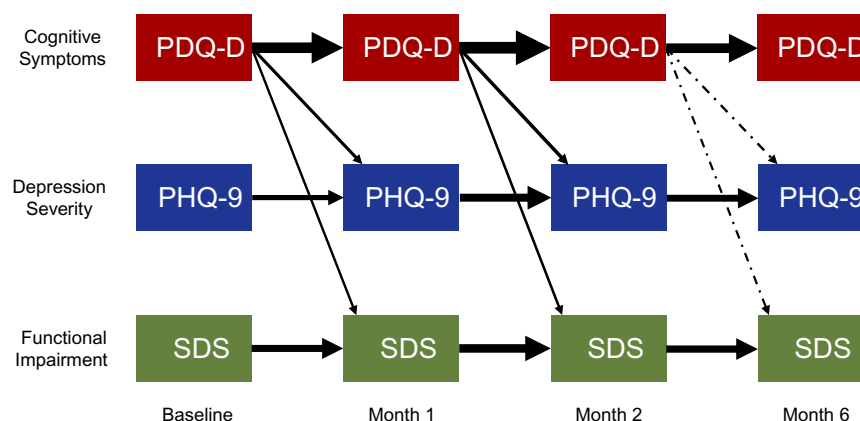 Cognitive
Symptoms
PDQ-D PDQ-D PDQ-D PDQ-D
Depression
Severity
PHQ-9 PHQ-9 PHQ-9 PHQ-9
Functional
Impairment
SDS SDS SDS SDS
Baseline Month 1 Month 2 Month 6